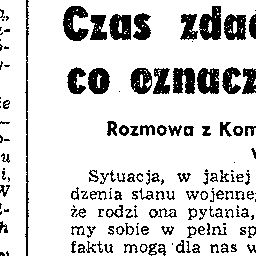 Czas zda
co oznacz
Rozmowa z Kom
Sytuacja, w jakiej
dzenia stanu wojenne
że rodzi ona pytania,
my sobie w pełni sp
faktu mogą dla nas w